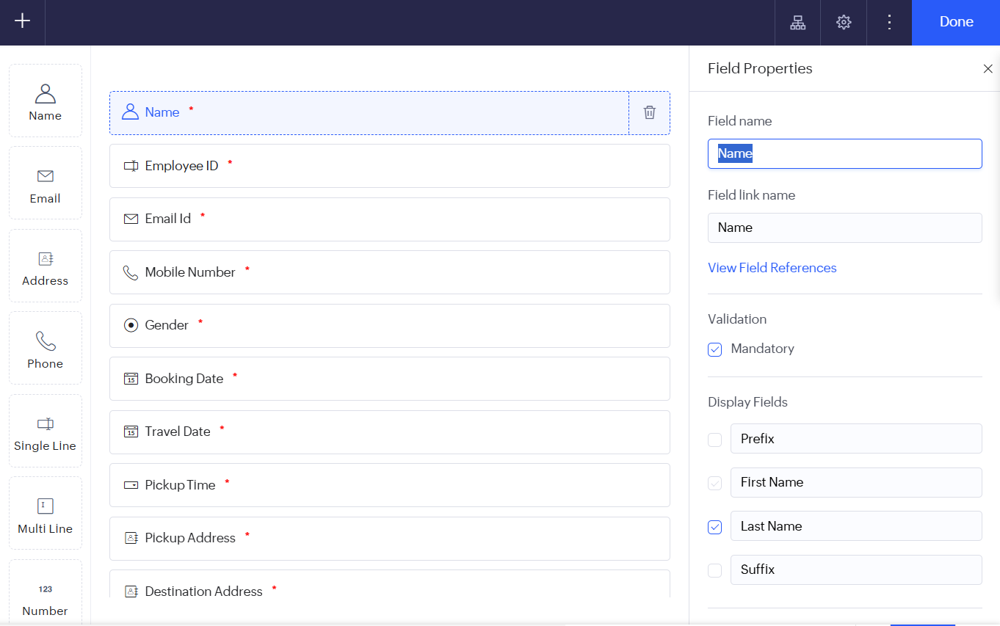 Done
Name
Email
Address
Phone
Single Line
Multi Line
123
Number
Name *
Employee ID *
Email Id *
Mobile Number *
Gender *
15 Booking Date *
15 Travel Date *
Pickup Time *
Pickup Address *
Destination Address *
Field Properties
Field name
Name
Field link name
Name
View Field References
Validation
Mandatory
Display Fields
Prefix
First Name
Last Name
Suffix